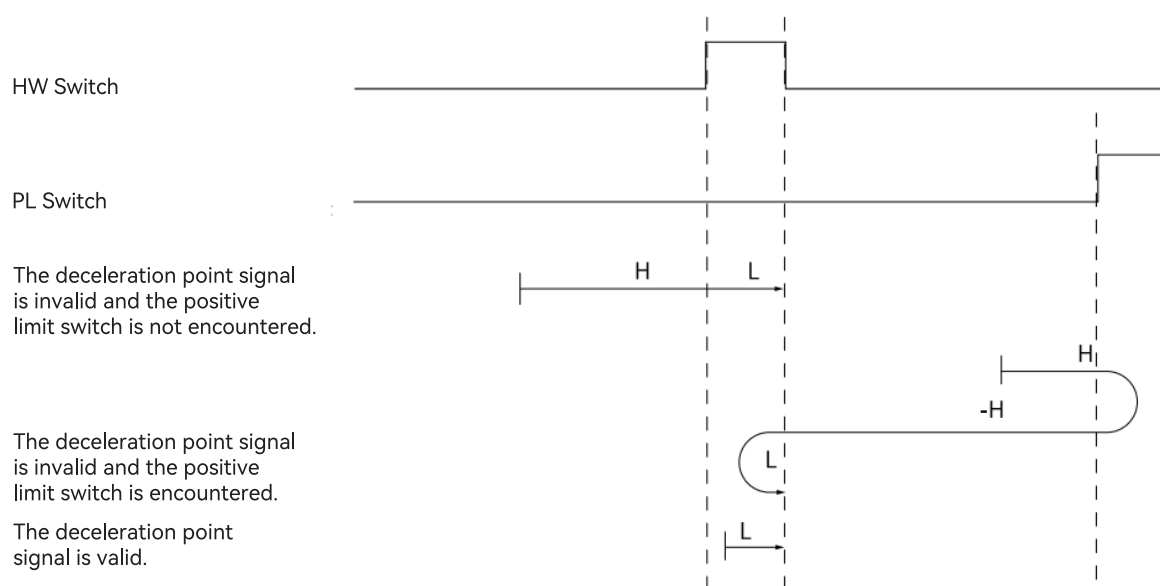 HW Switch
PL Switch
:
The deceleration point signal
is invalid and the positive
limit switch is not encountered.
H
L
H
-H
The deceleration point signal
is invalid and the positive
limit switch is encountered.
L
The deceleration point
signal is valid.
L